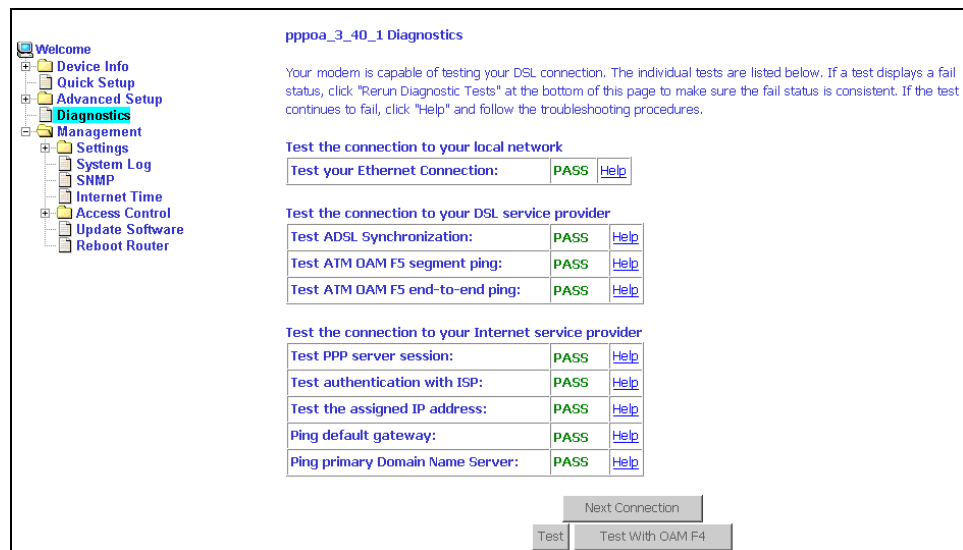 Welcome
Device Info
Quick Setup
Advanced Setup
Diagnostics
Management
Settings
System Log
SNMP
Internet Time
Access Control
Update Software
Reboot Router
pppoa_3_40_1 Diagnostics
Your modem is capable of testing your DSL connection. The individual tests are listed below. If a test displays a fail
status, click "Rerun Diagnostic Tests" at the bottom of this page to make sure the fail status is consistent. If the test
continues to fail, click "Help" and follow the troubleshooting procedures.
Test the connection to your local network
Test your Ethernet Connection: PASS Help
Test the connection to your DSL service provider
Test ADSL Synchronization: PASS Help
Test ATM OAM F5 segment ping: PASS Help
Test ATM OAM F5 end-to-end ping: PASS Help
Test the connection to your Internet service provider
Test PPP server session: PASS Help
Test authentication with ISP: PASS Help
Test the assigned IP address: PASS Help
Ping default gateway: PASS Help
Ping primary Domain Name Server: PASS Help
Next Connection
Test Test With OAM F4